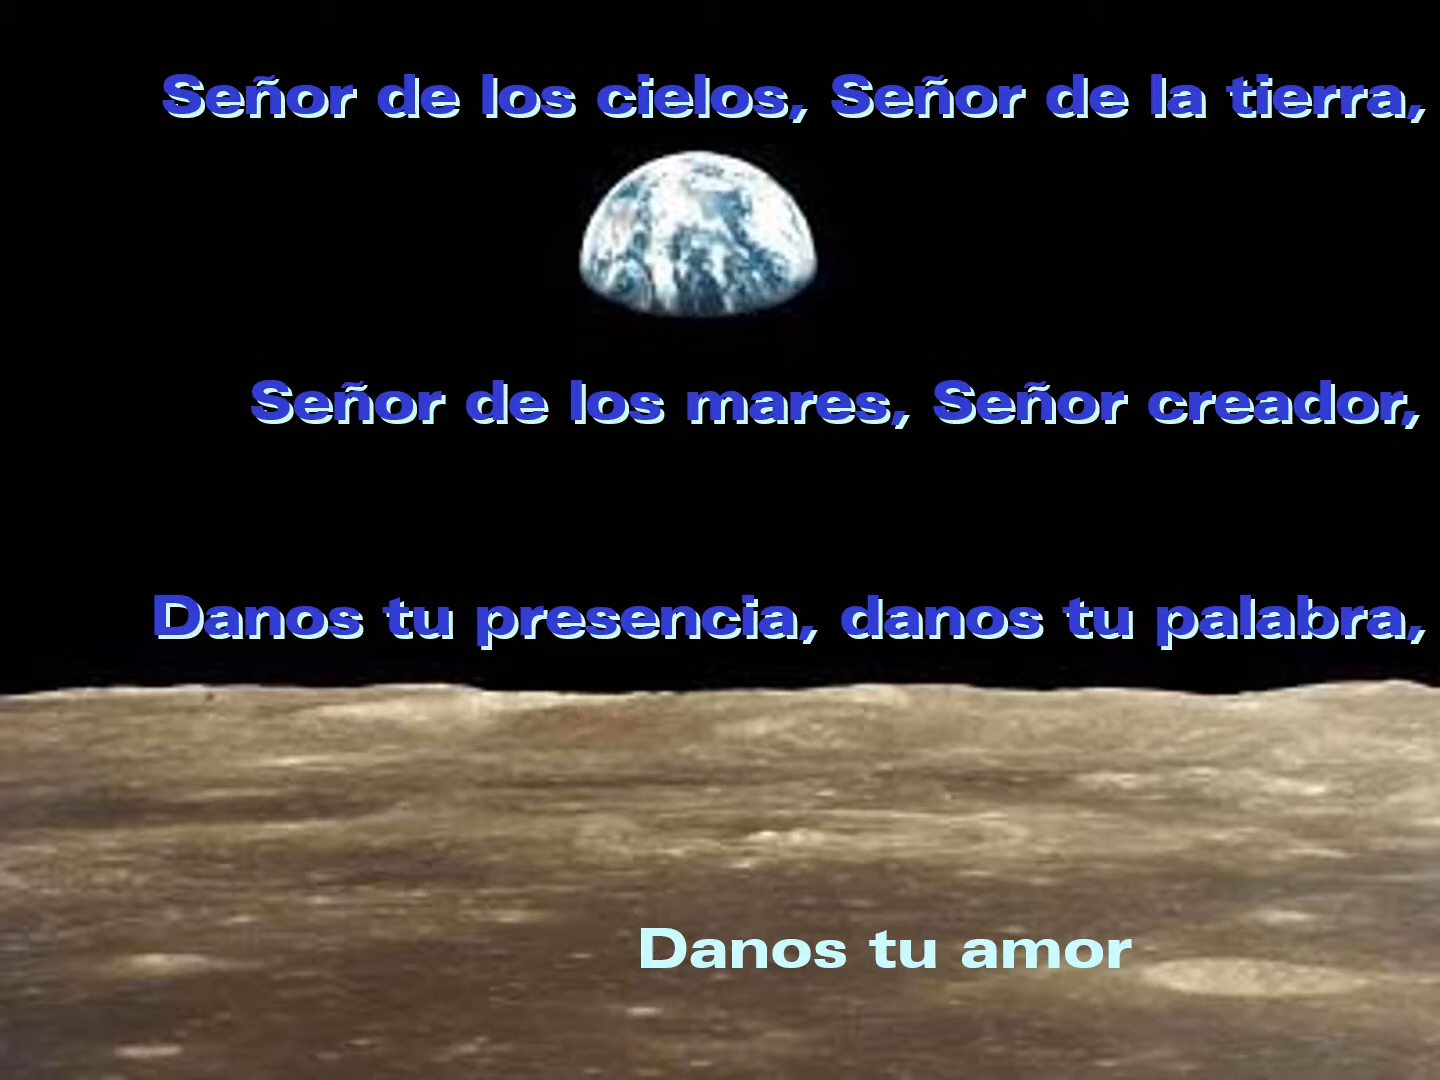 Señor de los cielos, Señor de la tierra,
Señor de los mares, Señor creador,
Danos tu presencia, danos tu palabra,
Danos tu amor